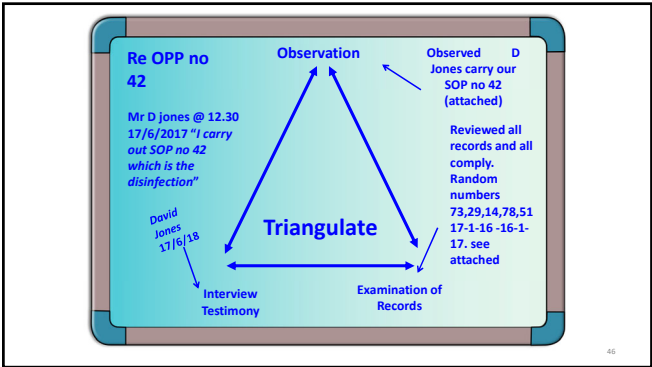 Re OPP no
42
Mr D jones @ 12.30
17/6/2017 "I carry
out SOP no 42
which is the
disinfection"
David
Jones
17/6/18
Observation
Triangulate
Interview
Testimony
Examination of
Records
Observed D
Jones carry our
SOP no 42
(attached)
Reviewed all
records and all
comply.
Random
numbers
73,29,14,78,51
17-1-16 -16-1-
17. see
attached
46